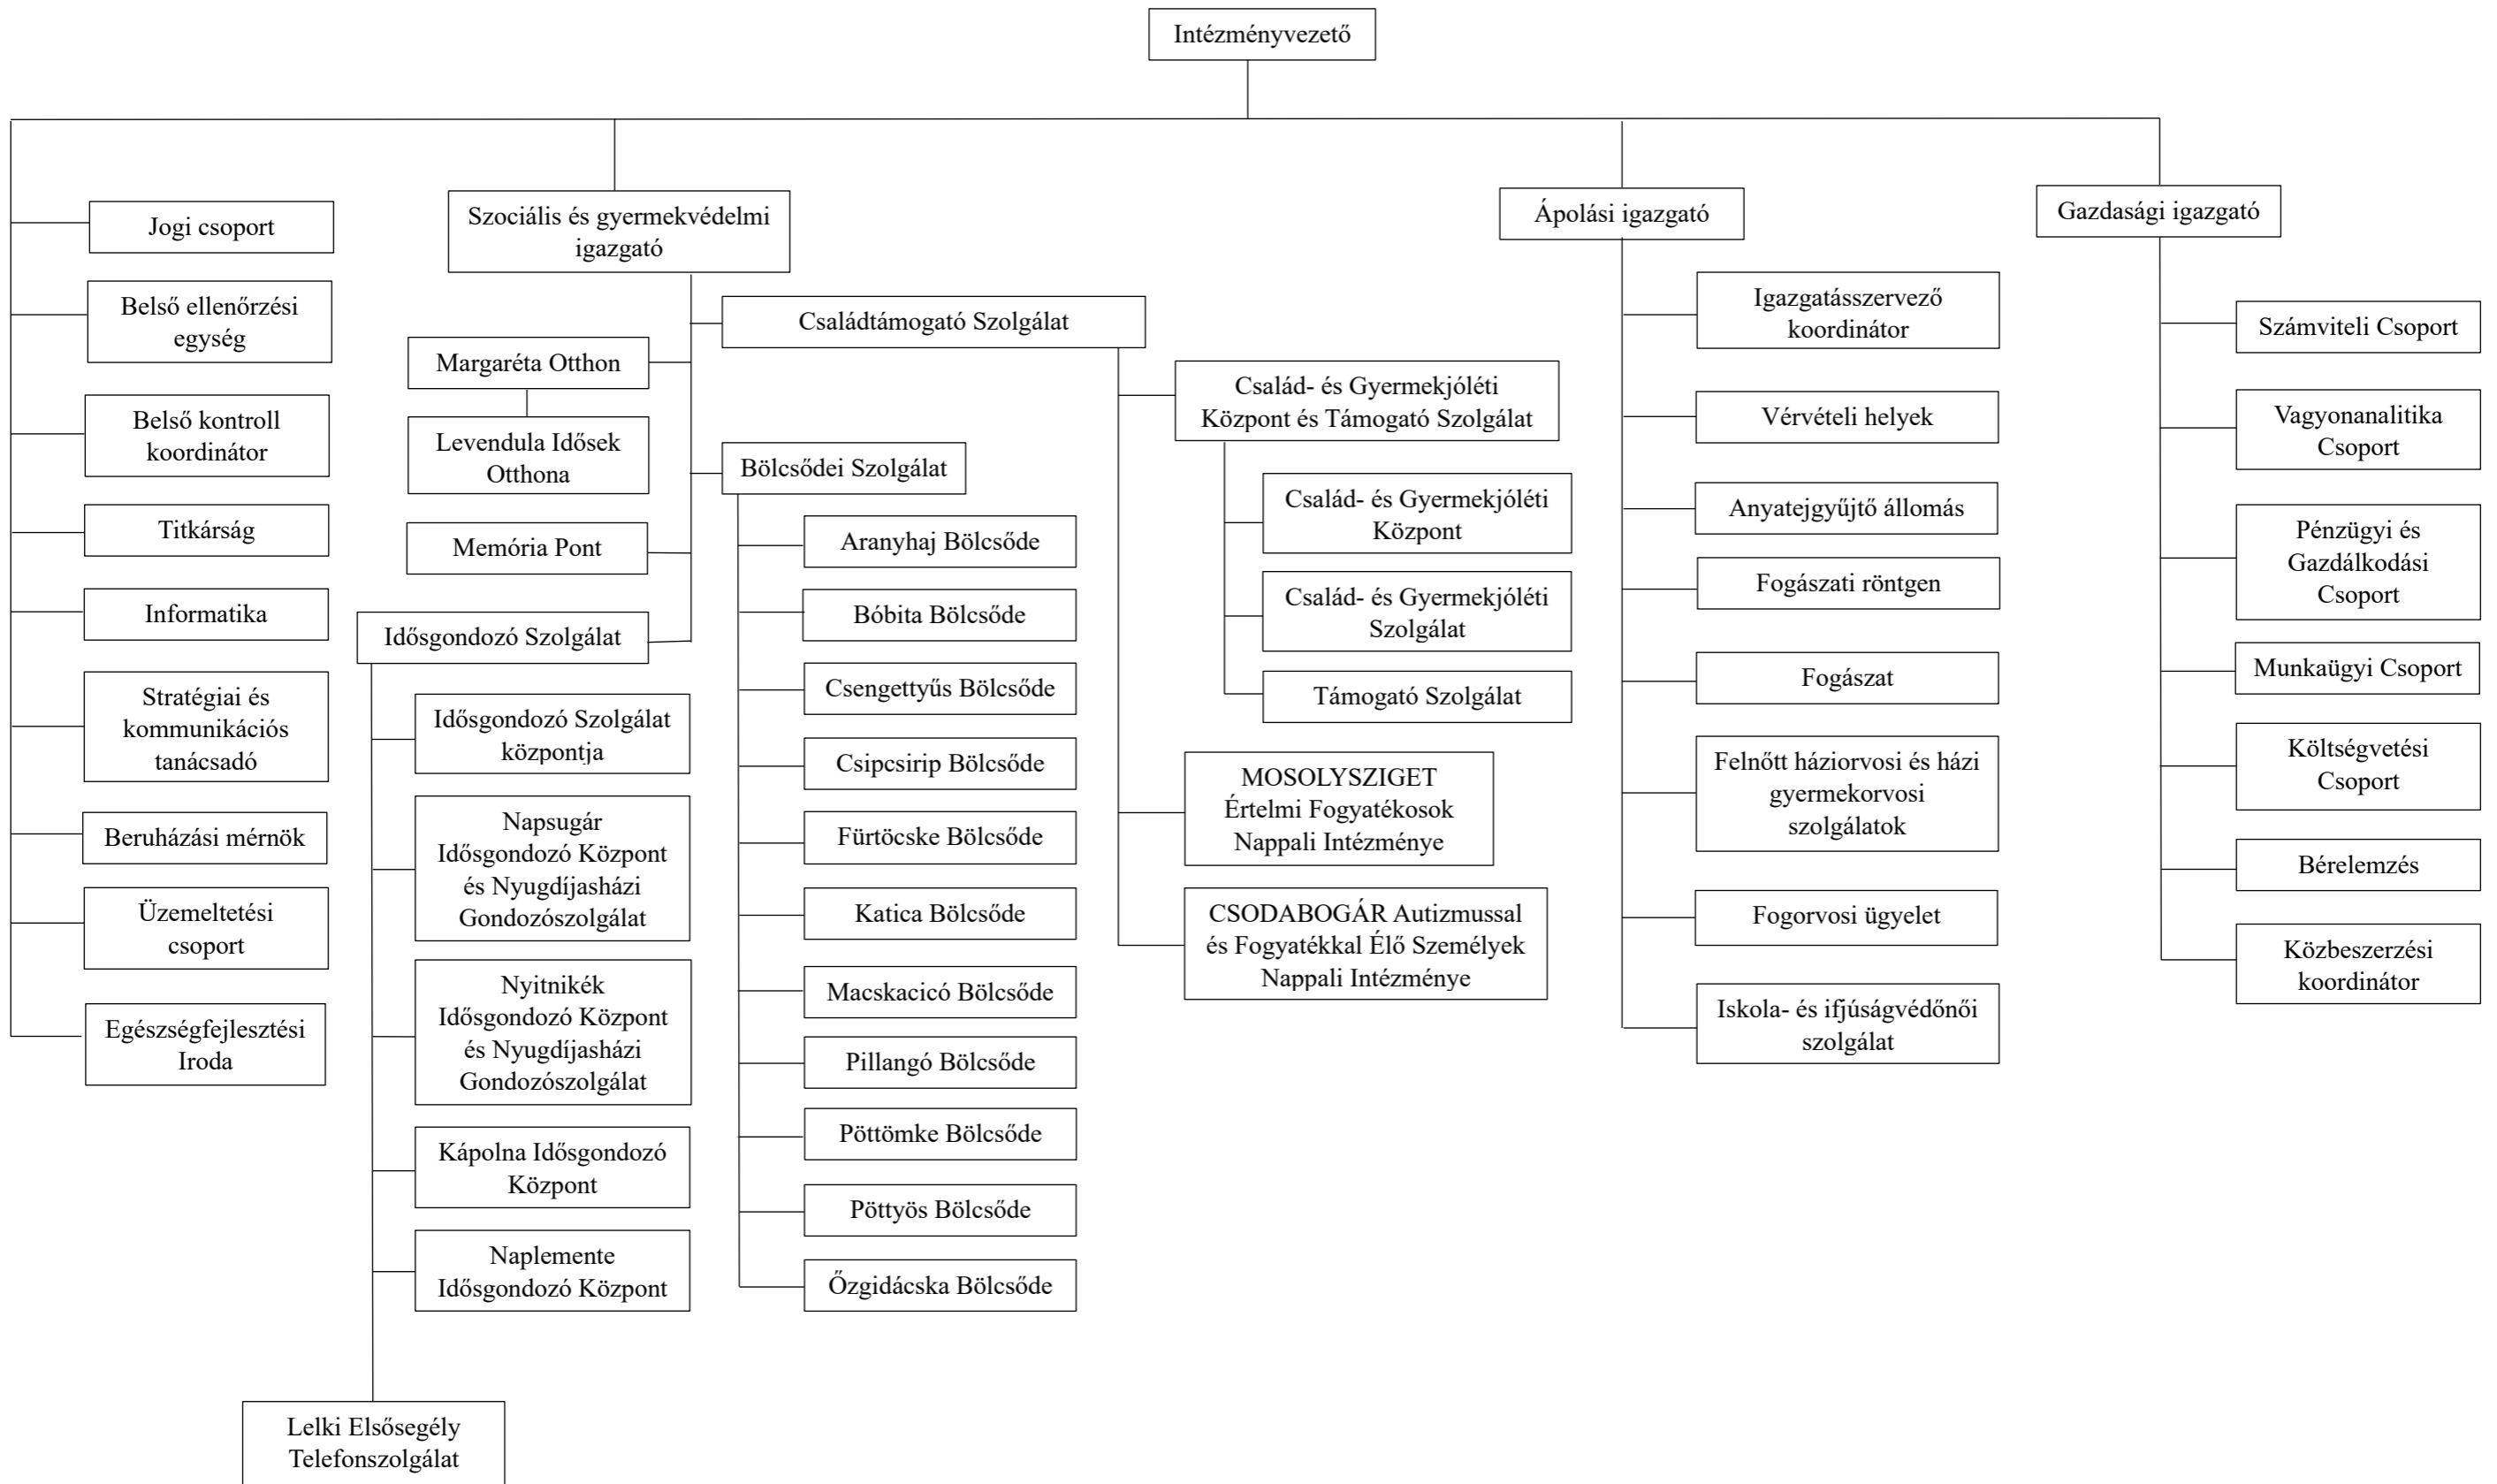 Intézményvezető
Jogi csoport
Belső ellenőrzési
egység
Belső kontroll
koordinátor
Titkárság
Informatika
Stratégiai és
kommunikációs
tanácsadó
Beruházási mérnök
Üzemeltetési
csoport
Egészségfejlesztési
Iroda
Szociális és gyermekvédelmi
igazgató
Margaréta Otthon
Levendula Idősek
Otthona
Memória Pont
Idősgondozó Szolgálat
Idősgondozó Szolgálat
központja
Napsugár
Idősgondozó Központ
és Nyugdíjasházi
Gondozószolgálat
Nyitnikék
Idősgondozó Központ
és Nyugdíjasházi
Gondozószolgálat
Kápolna Idősgondozó
Központ
Naplemente
Idősgondozó Központ
Lelki Elsősegély
Telefonszolgálat
Családtámogató Szolgálat
Bölcsődei Szolgálat
Aranyhaj Bölcsőde
Bóbita Bölcsőde
Csengettyűs Bölcsőde
Csipcsirip Bölcsőde
Fürtöcske Bölcsőde
Katica Bölcsőde
Macskacicó Bölcsőde
Pillangó Bölcsőde
Pöttömke Bölcsőde
Pöttyös Bölcsőde
Őzgidácska Bölcsőde
Család- és Gyermekjóléti
Központ és Támogató Szolgálat
Család- és Gyermekjóléti
Központ
Család- és Gyermekjóléti
Szolgálat
Támogató Szolgálat
MOSOLYSZIGET
Értelmi Fogyatékosok
Nappali Intézménye
CSODABOGÁR Autizmussal
és Fogyatékkal Élő Személyek
Nappali Intézménye
Ápolási igazgató
Igazgatásszervező
koordinátor
Vérvételi helyek
Anyatejgyűjtő állomás
Fogászati röntgen
Fogászat
Felnőtt háziorvosi és házi
gyermekorvosi
szolgálatok
Fogorvosi ügyelet
Iskola- és ifjúságvédőnői
szolgálat
Gazdasági igazgató
Számviteli Csoport
Vagyonanalitika
Csoport
Pénzügyi és
Gazdálkodási
Csoport
Munkaügyi Csoport
Költségvetési
Csoport
Bérelemzés
Közbeszerzési
koordinátor